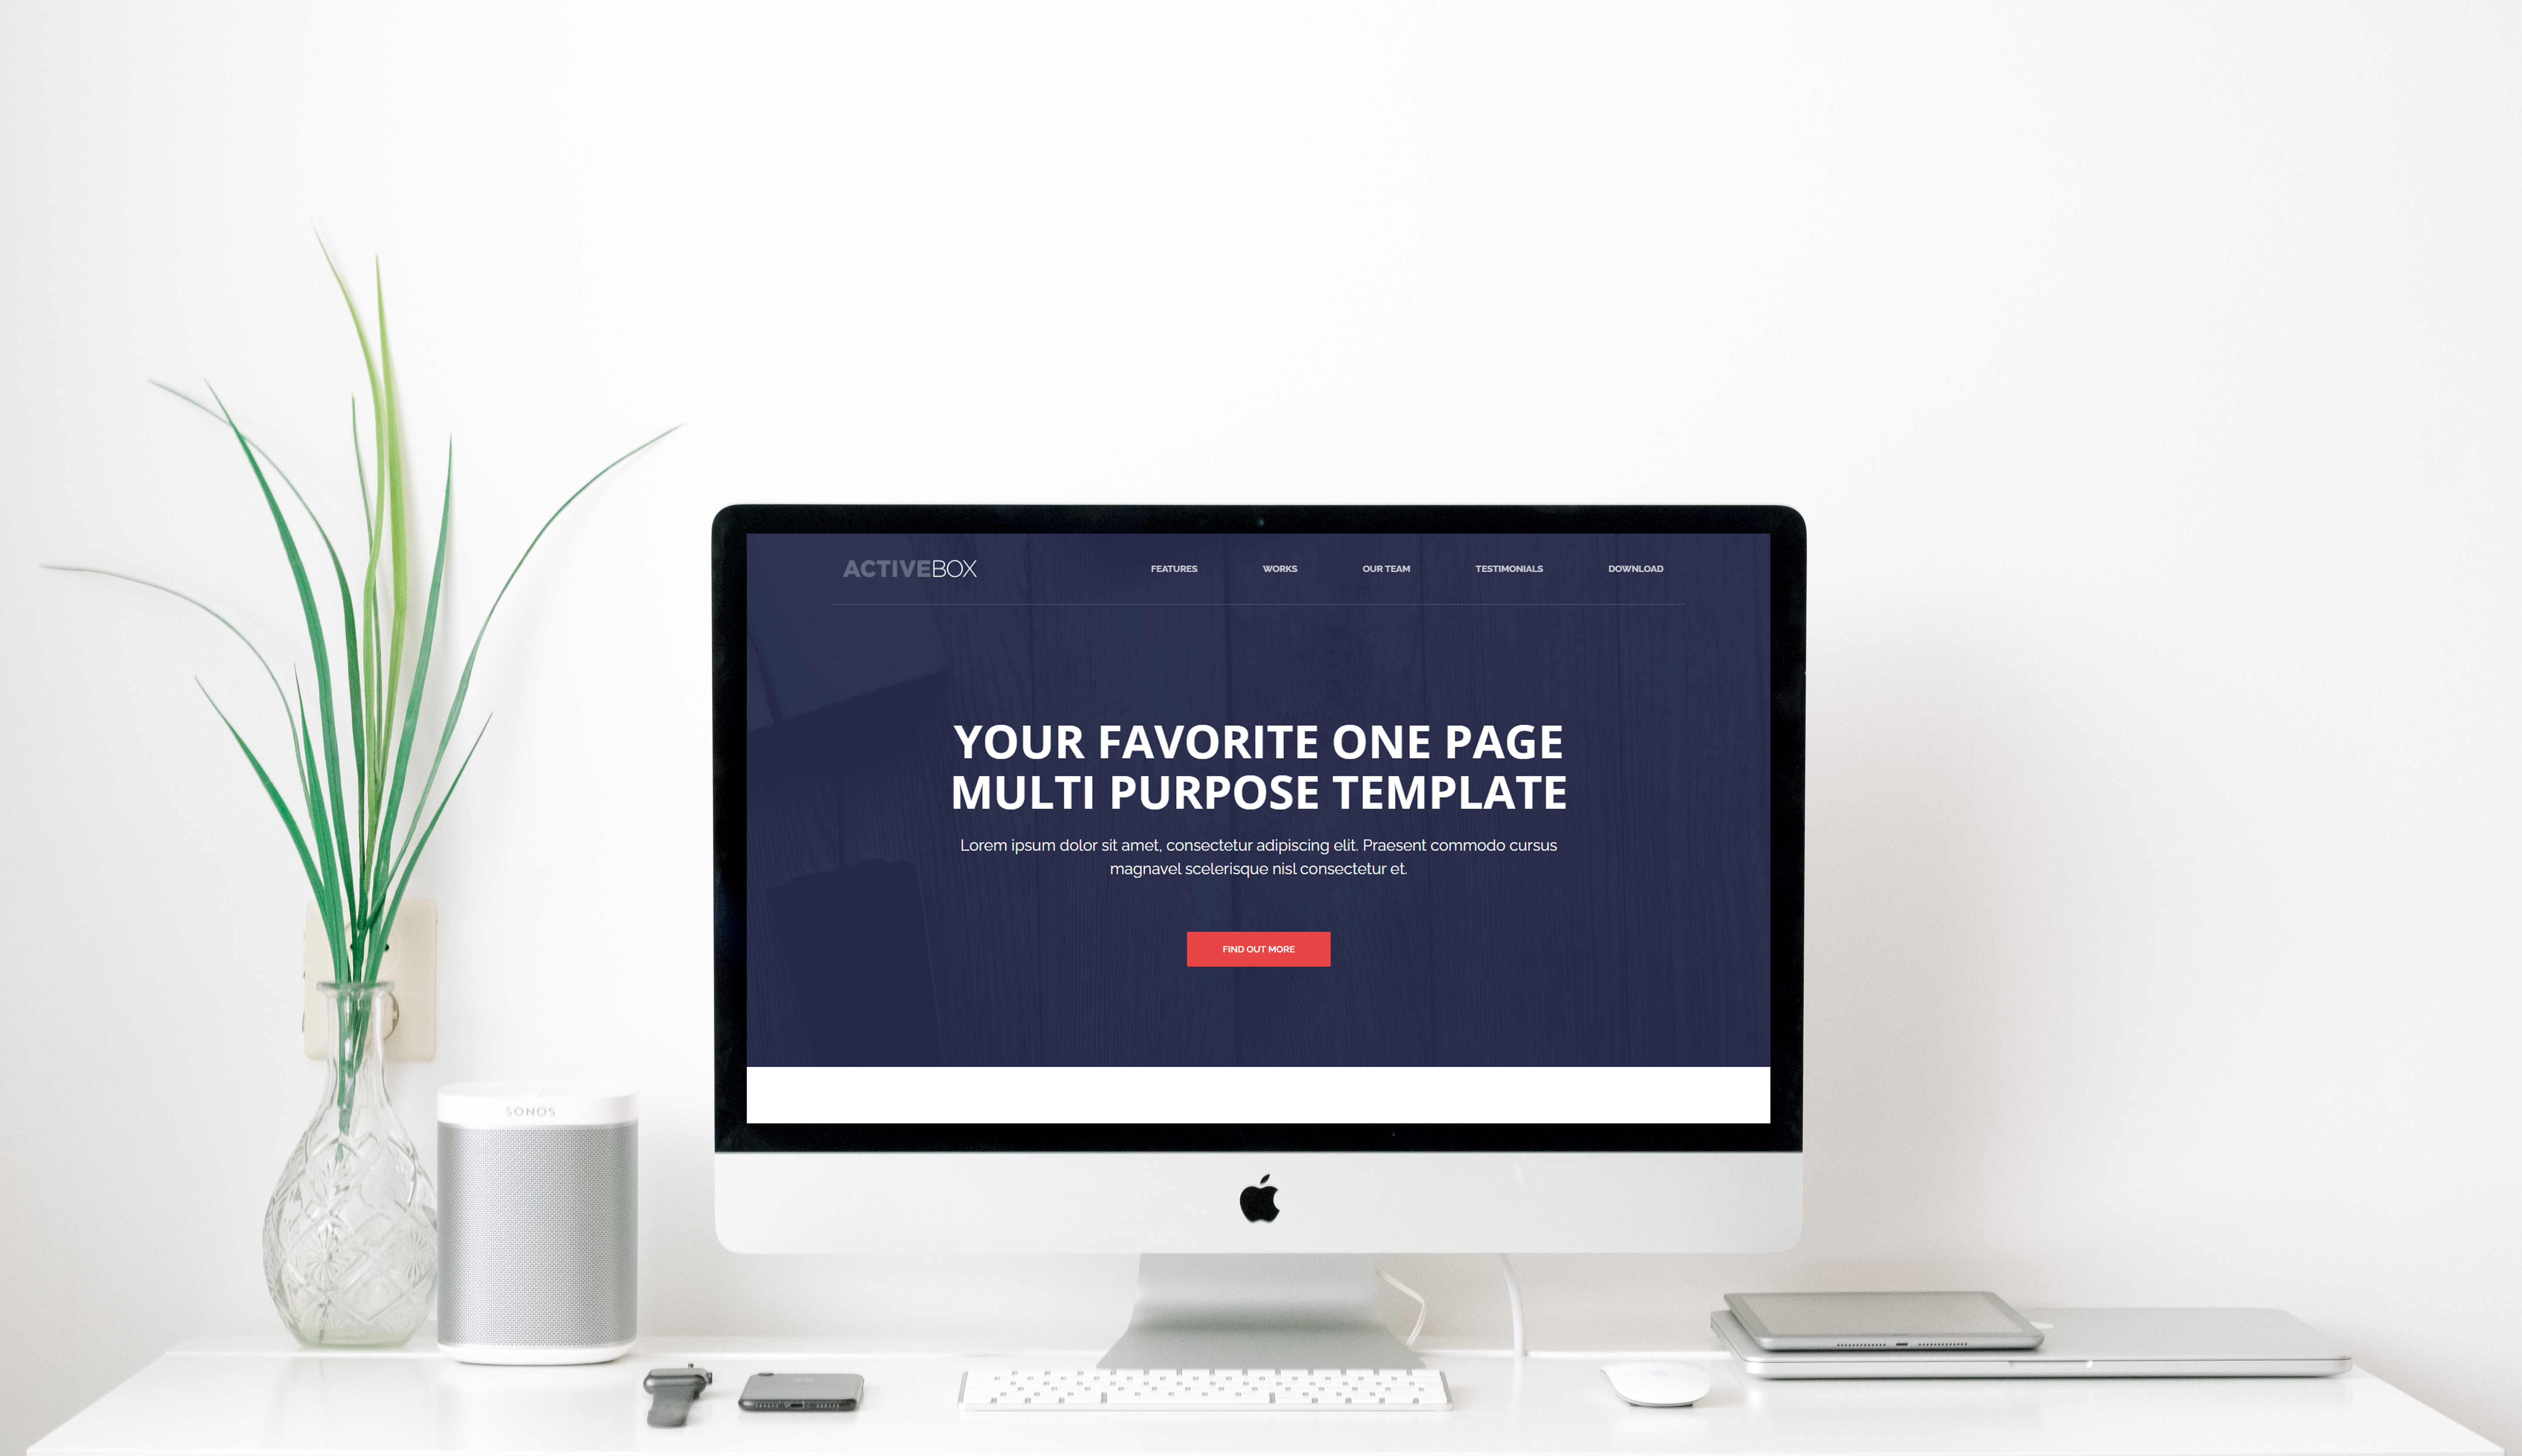 ACTIVEBOX
FEATURES WORKS OUR TEAM TESTIMONIALS DOWNLOAD
YOUR FAVORITE ONE PAGE
MULTI PURPOSE TEMPLATE
Lorem ipsum dolor sit amet, consectetur adipiscing elit. Praesent commodo cursus
magnavel scelerisque nisl consectetur et.
FIND OUT MORE
SONOS